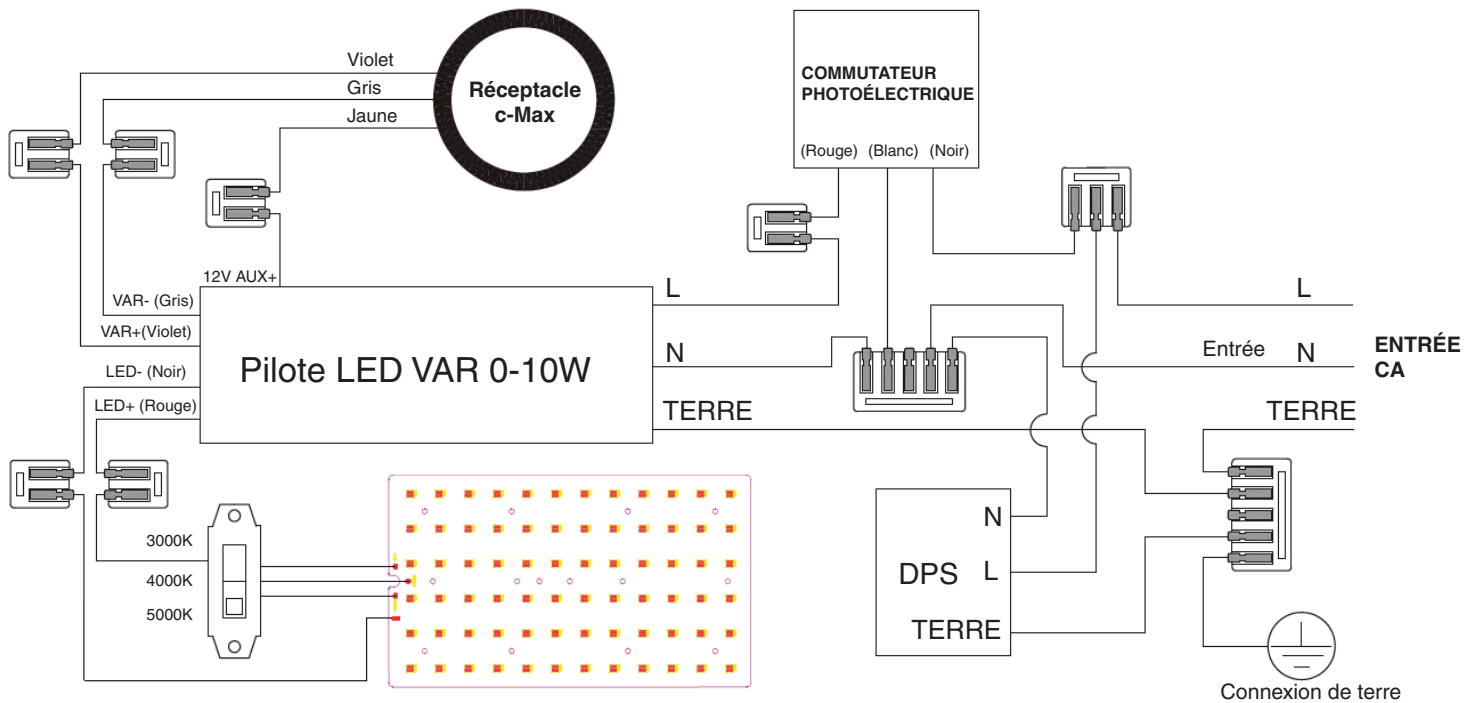 Violet
Gris
Jaune
Réceptacle
c-Max
COMMUTATEUR
PHOTOÉLECTRIQUE
(Rouge) (Blanc) (Noir)
12V AUX+
VAR- (Gris)
VAR+(Violet)
LED- (Noir)
LED+ (Rouge)
Pilote LED VAR 0-10W
L
N
TERRE
L
Entrée N
TERRE
ENTRÉE
CA
3000K
4000K
5000K
DPS
N
L
TERRE
Connexion de terre